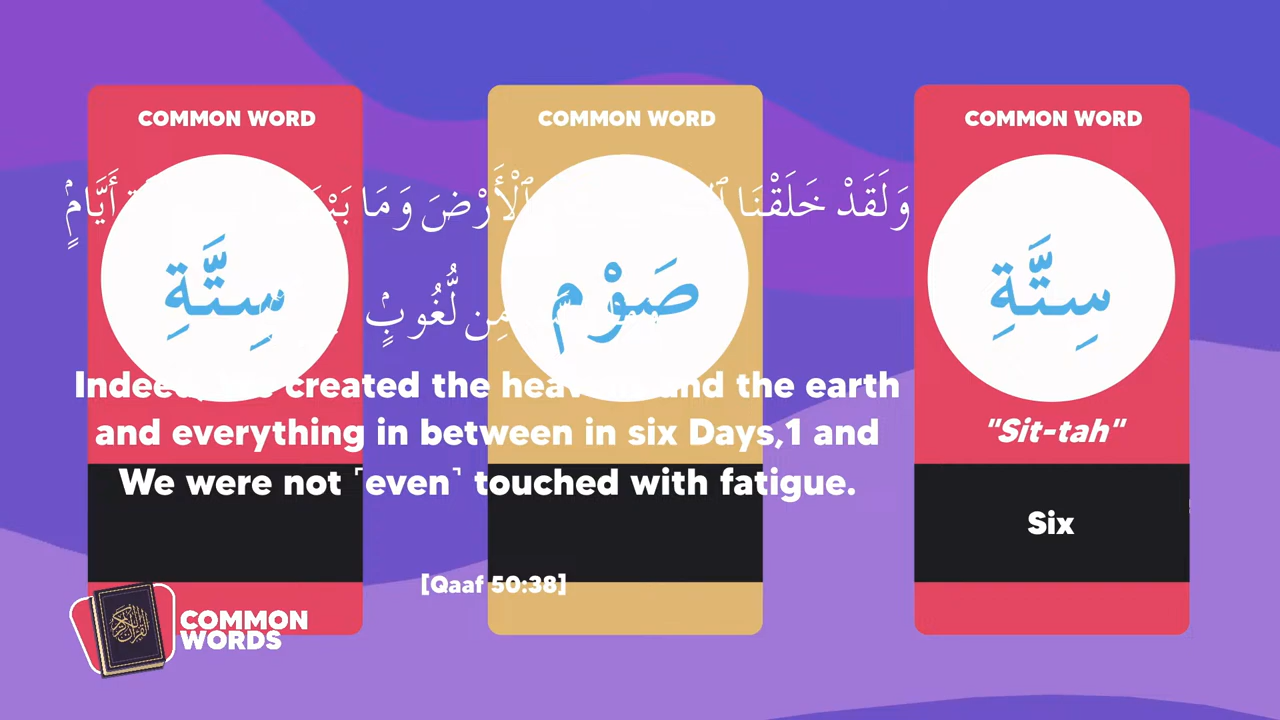 COMMON WORD
COMMON WORD
COMMON WORD
وَلَقَدْ خَلَقْنَا ٱلْأَرْضَ وَمَا أَيَّامٍۢ
سِتَّةِ
صَوْم
سِتَّةِ
مِن لُّغُوبٍۢ
Indeed, created the and the earth
and everything in between in six Days,1 and
We were not ˹even˺ touched with fatigue.
"Sit-tah"
Six
[Qaaf 50:38]
COMMON
WORDS